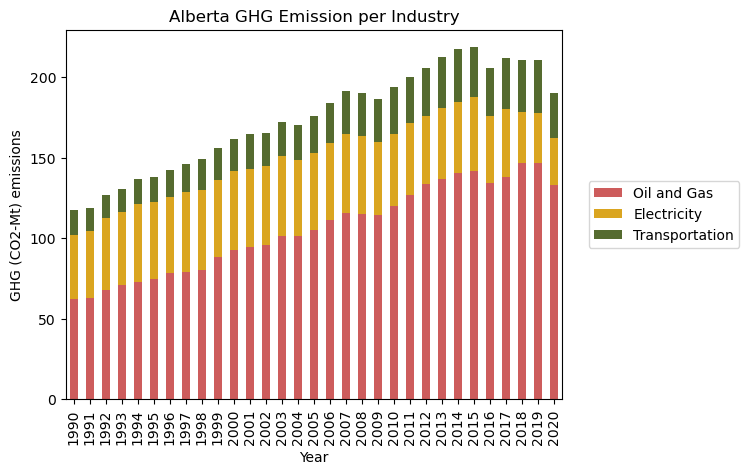 Alberta GHG Emission per Industry
GHG (CO2-Mt) emissions
200
150
100
50
0
Oil and Gas
Electricity
Transportation
1990 1991 1992 1993 1994 1995 1996 1997 1998 1999 2000 2001 2002 2003 2004 2005 2006 2007 2008 2009 2010 2011 2012 2013 2014 2015 2016 2017 2018 2019 2020
Year